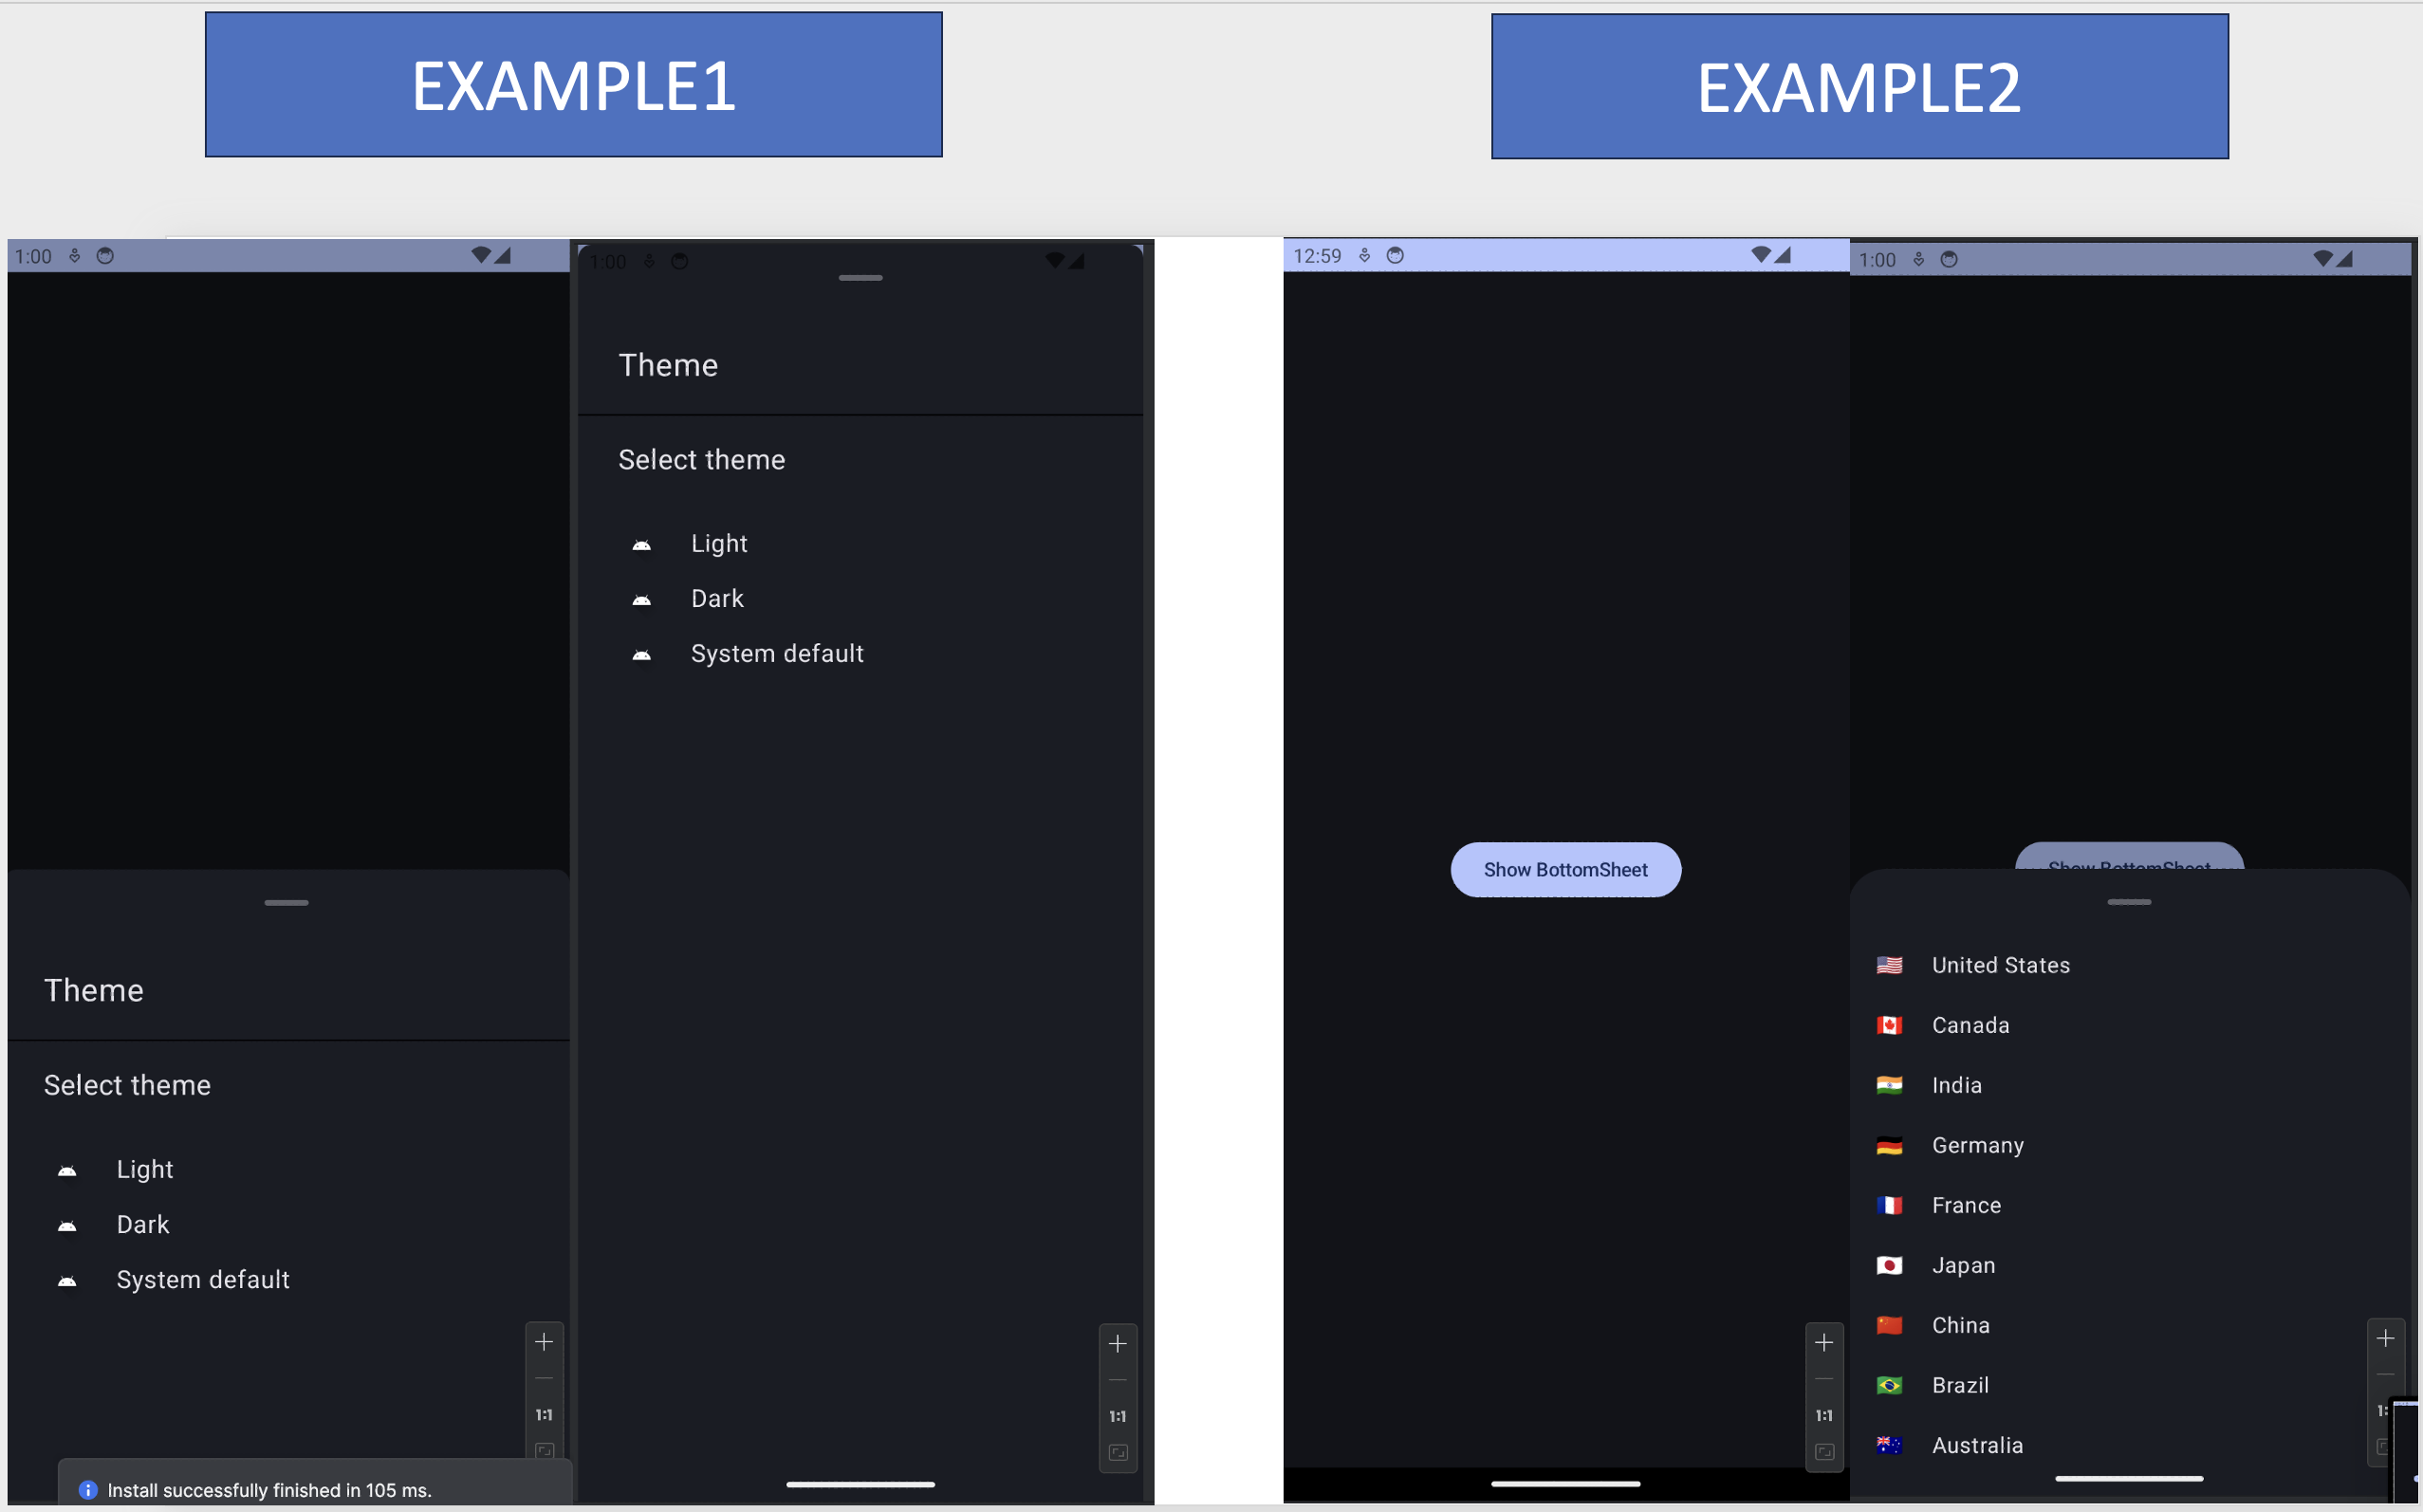 EXAMPLE1
EXAMPLE2
1:00
Theme
Select theme
Light
Dark
System default
+
1:1
Install successfully finished in 105 ms.
1:00
Theme
Select theme
Light
Dark
System default
+
1:1
12:59
Show BottomSheet
+
1:1
1:00
Show BottomSheet
United States
Canada
India
Germany
France
Japan
China
Brazil
Australia
+
1: